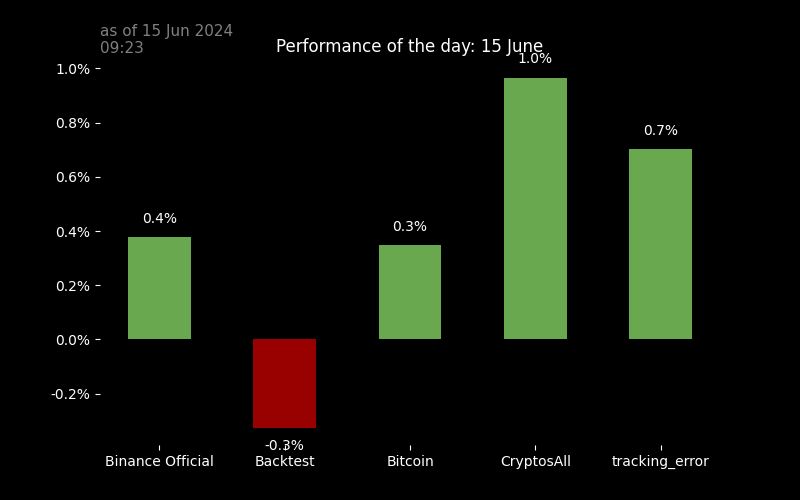 as of 15 Jun 2024
09:23
Performance of the day: 15 June
1.0%
0.8%
0.6%
0.4%
0.2%
0.0%
-0.2%
0.4%
-0.3%
0.3%
1.0%
0.7%
Binance Official
Backtest
Bitcoin
CryptosAll
tracking_error